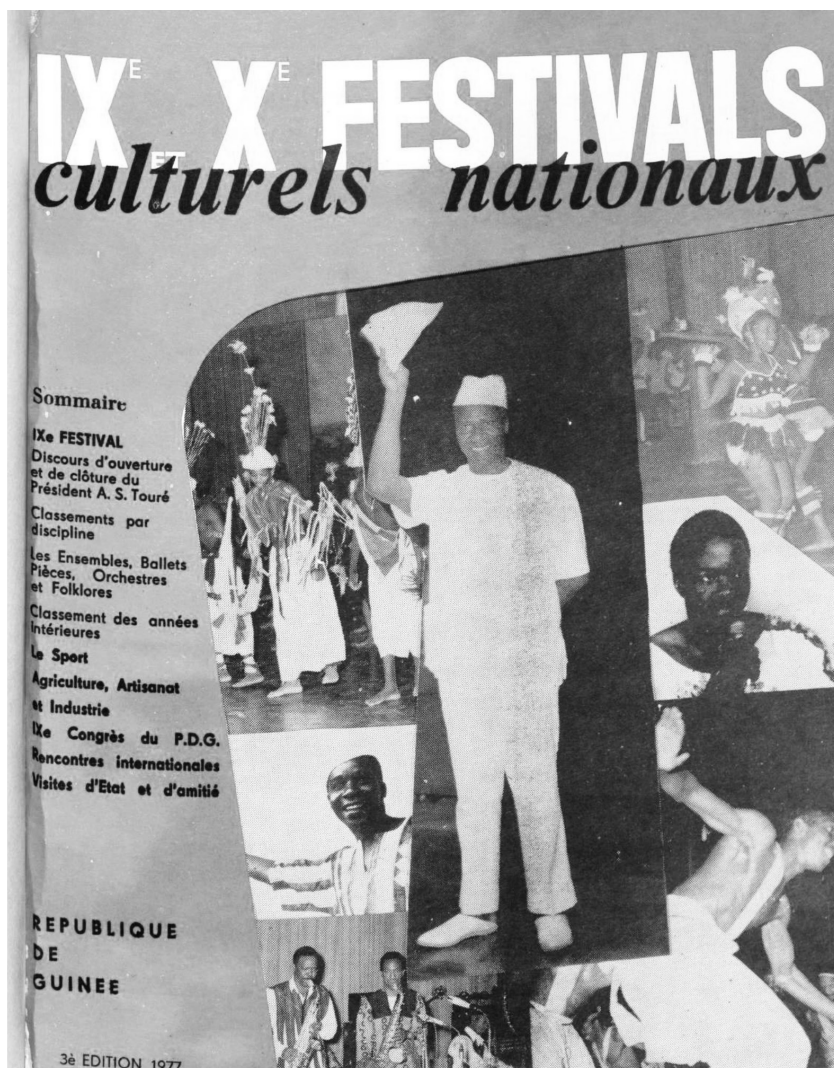 IXE ET XE FESTIVALS
culturels nationaux
Sommaire
IXe FESTIVAL
Discours d'ouverture
et de clôture du
Président A. S. Touré
Classements par
discipline
Les Ensembles, Ballets
Pièces, Orchestres
et Folklores
Classement des années
Intérieures
Le Sport
Agriculture, Artisanat
et Industrie
IXe Congrès du P.D.G.
Rencontres internationales
Visites d'Etat et d'amitié
REPUBLIQUE
DE
GUINEE
3è EDITION 1977